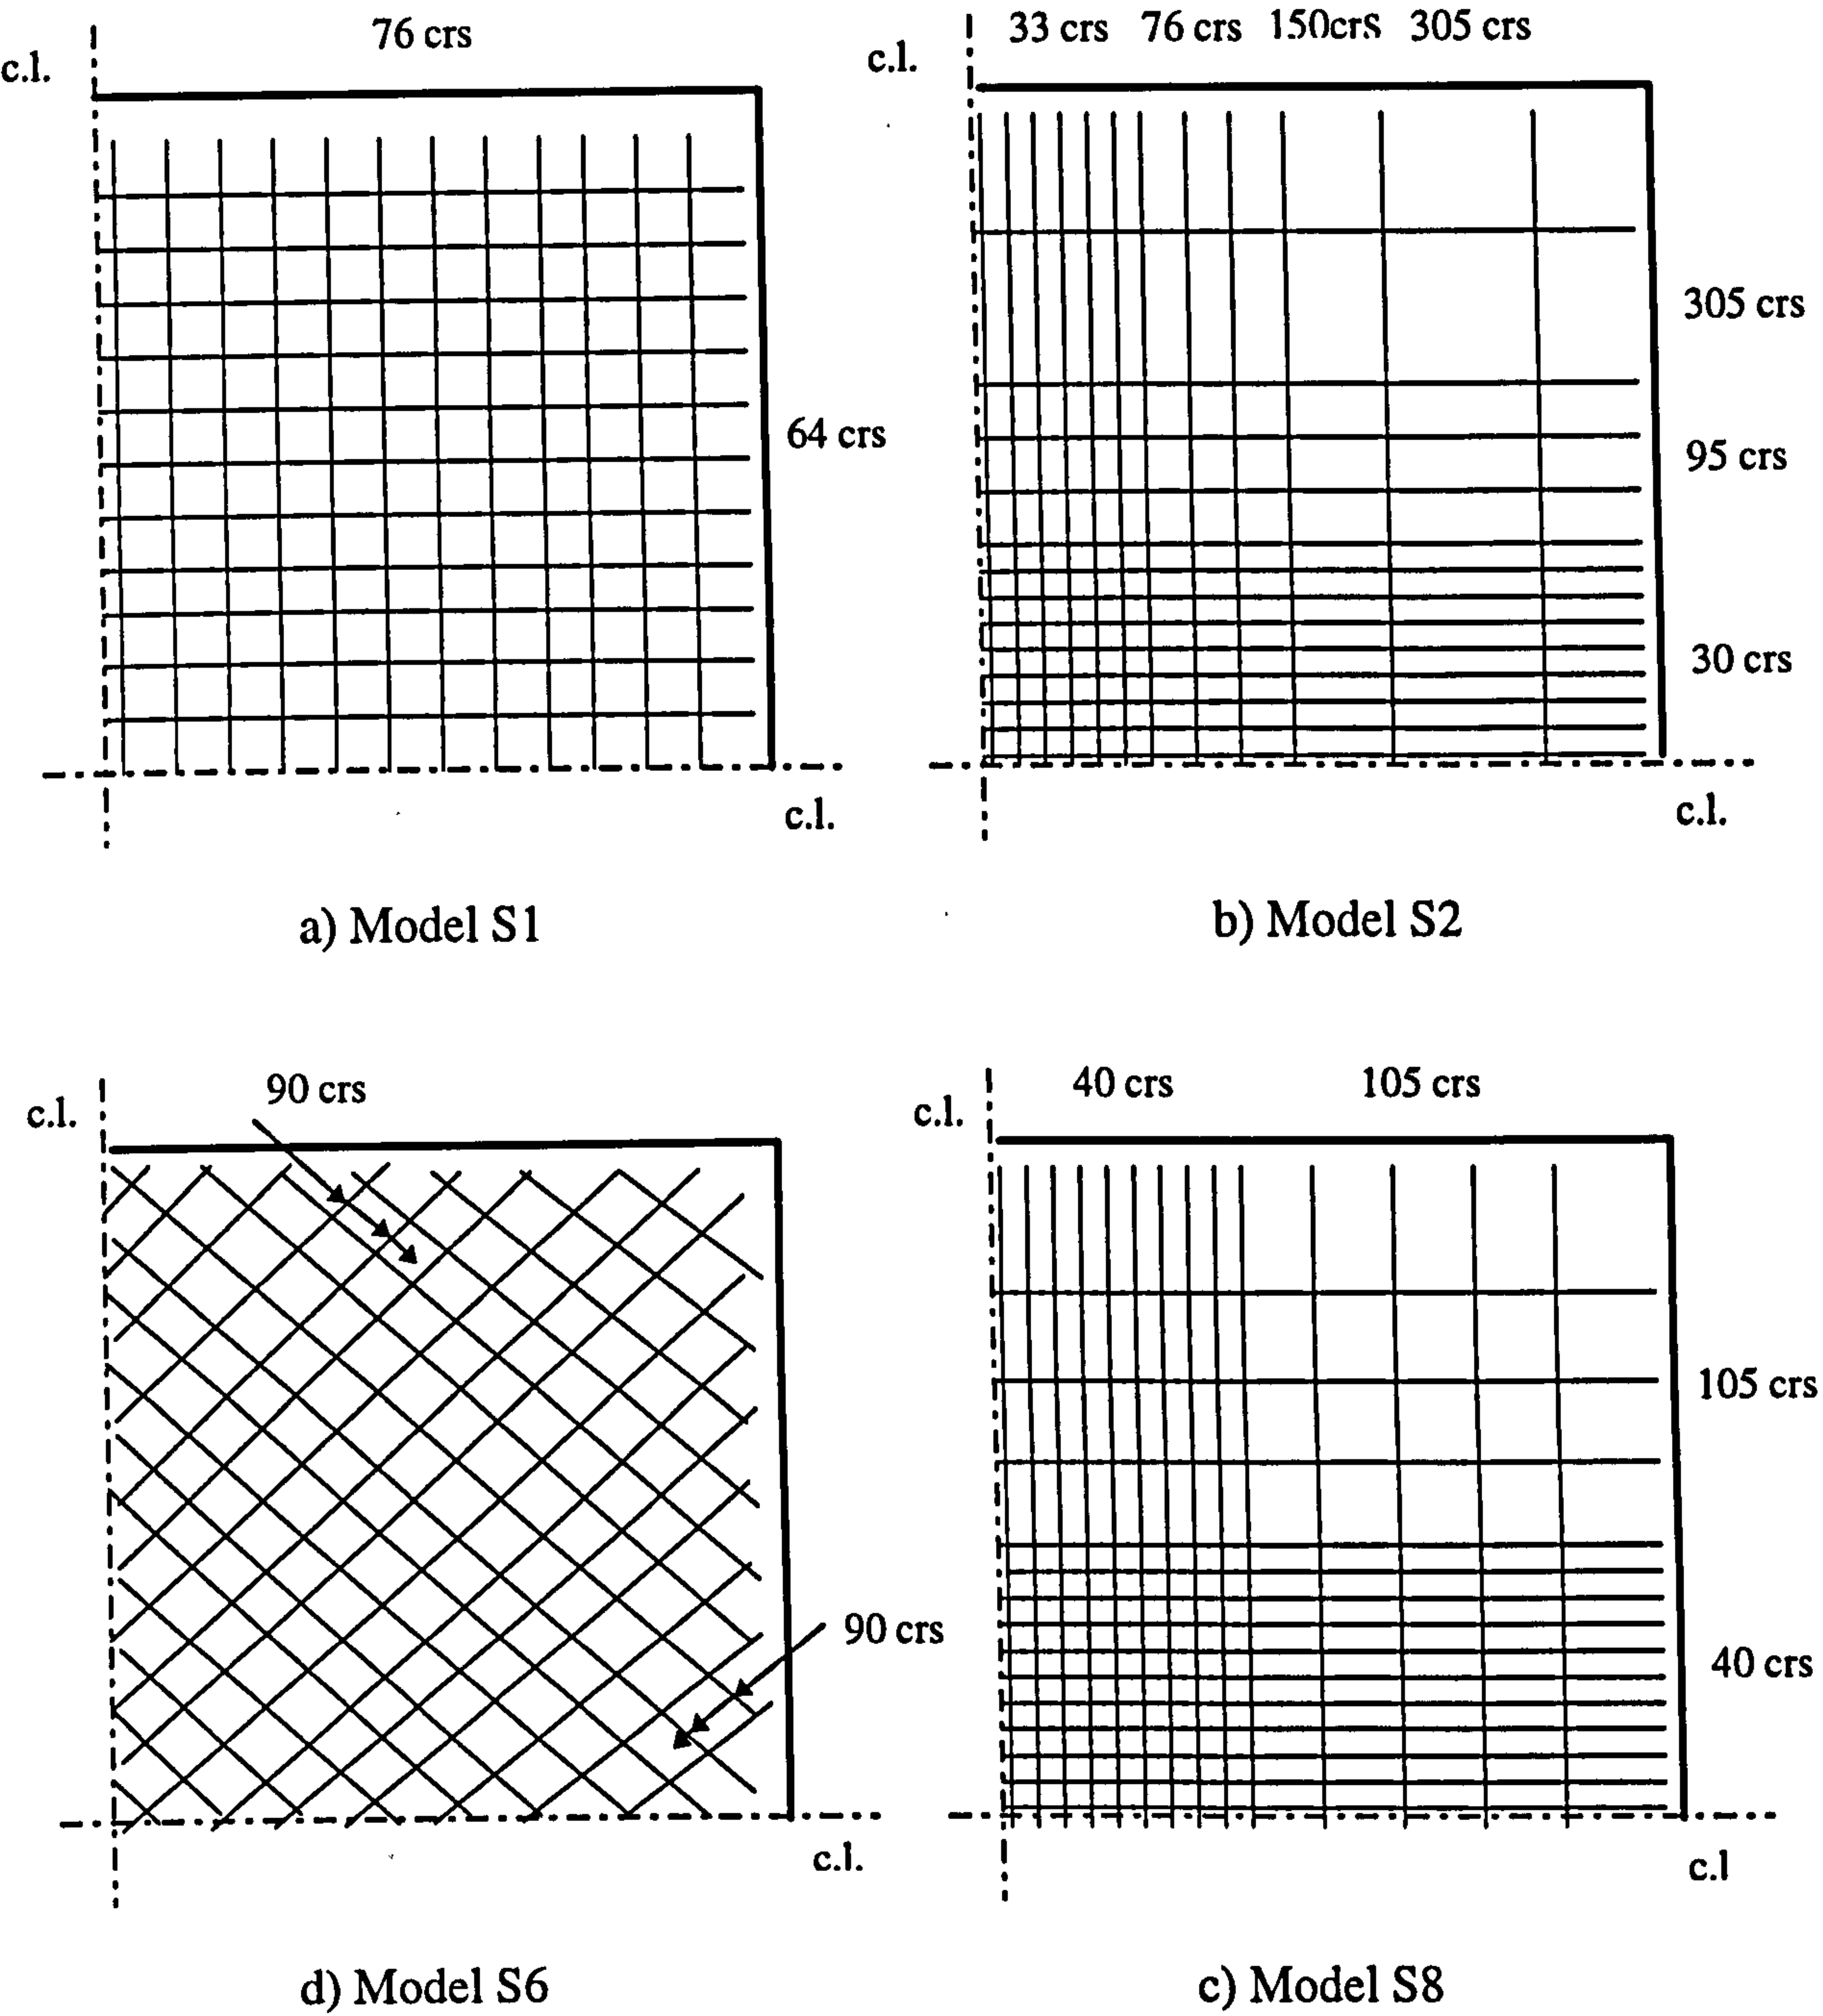 76 crs
c.l.
64 crs
c.l.
a) Model S1
33 crs 76 crs 150crs 305 crs
c.l.
305 crs
95 crs
30 crs
c.l.
b) Model S2
90 crs
c.l.
90 crs
c.l.
d) Model S6
40 crs 105 crs
c.l.
105 crs
40 crs
c.l
c) Model S8